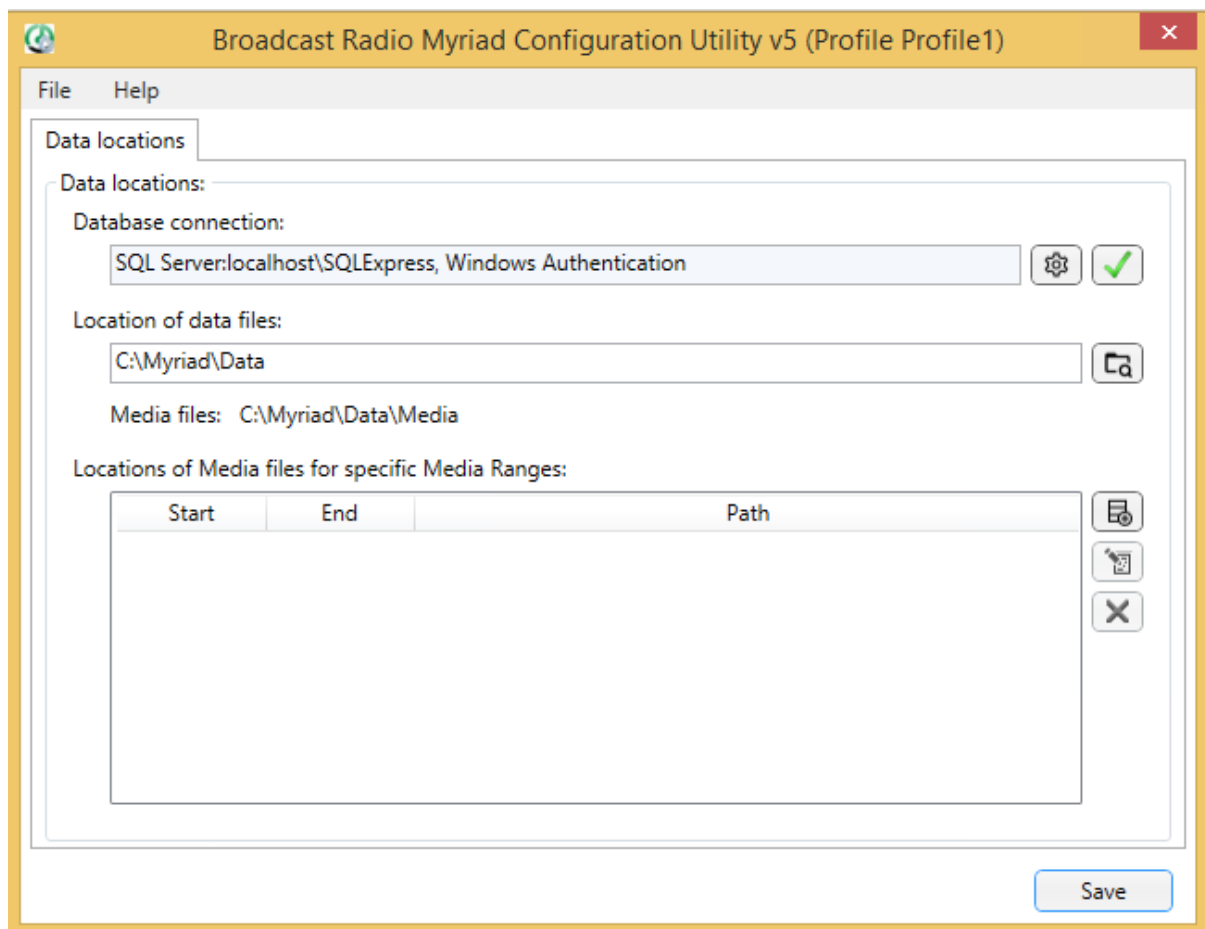 Broadcast Radio Myriad Configuration Utility v5 (Profile Profile1)
File Help
Data locations
Data locations:
Database connection:
SQL Server:localhost\SQLExpress, Windows Authentication
Location of data files:
C:\Myriad\Data
Media files: C:\Myriad\Data\Media
Locations of Media files for specific Media Ranges:
Start End Path
Save